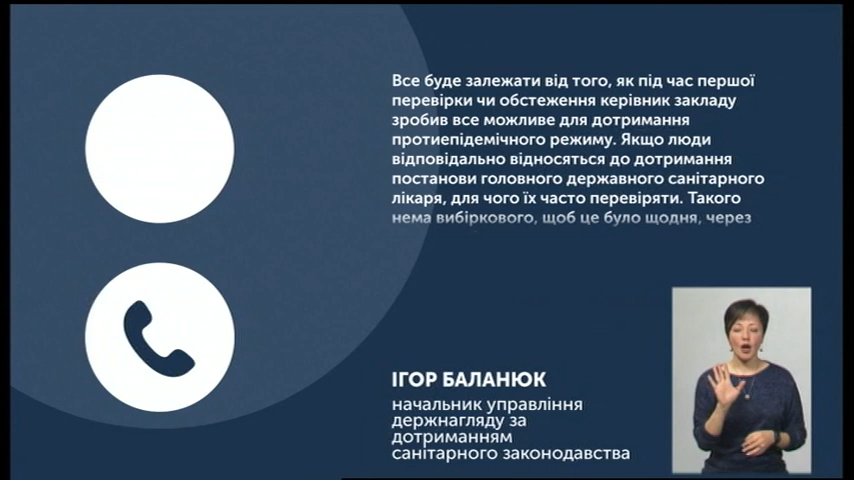 Все буде залежати від того, як під час першої
перевірки чи обстеження керівник закладу
зробив все можливе для дотримання
протиепідемічного режиму. Якщо люди
відповідально відносяться до дотримання
постанови головного державного санітарного
лікаря, для чого їх часто перевіряти. Такого
нема вибіркового, щоб це було щодня, через
ІГОР БАЛАНЮК
начальник управління
держнагляду за
дотриманням
санітарного законодавства